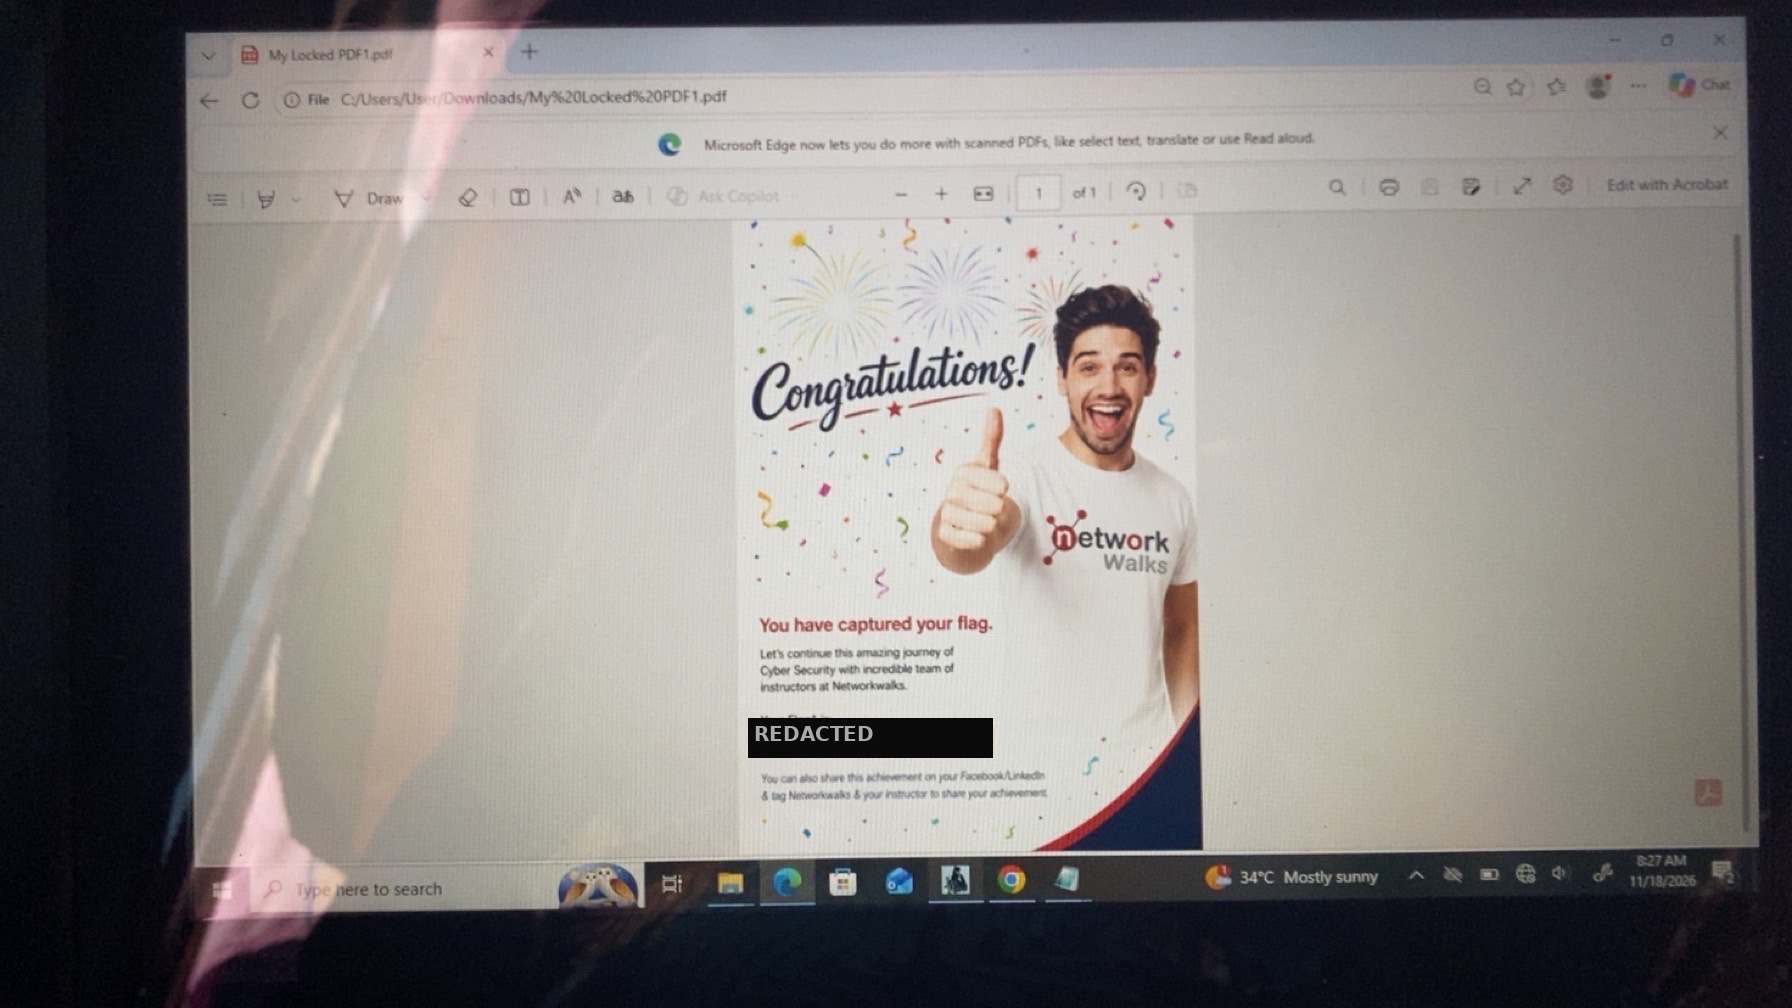 My Locked PDF1.pdf
File C:/Users/User/Downloads/My%20Locked%20PDF1.pdf
Chat
Microsoft Edge now lets you do more with scanned PDFs, like select text, translate or use Read aloud.
Draw
Ask Copilot
1 of 1
Edit with Acrobat
Congratulations!
network
Walks
You have captured your flag.
Let's continue this amazing journey of
Cyber Security with incredible team of
instructors at Networkwalks.
REDACTED
You can also share this achievement on your Facebook/LinkedIn
& tag Networkwalks & your instructor to share your achievement.
Type here to search
34°C Mostly sunny
8:27 AM
11/18/2026